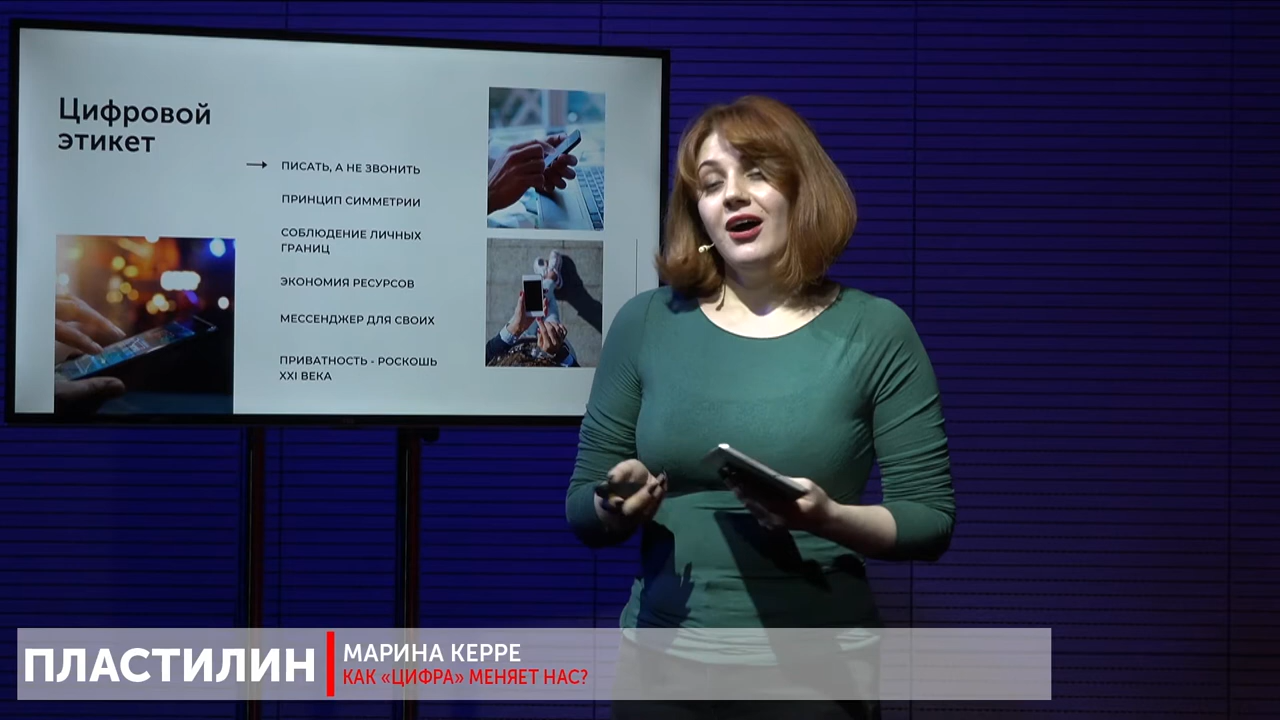 Цифровой
этикет
ПИСАТЬ, А НЕ ЗВОНИТЬ
ПРИНЦИП СИММЕТРИИ
СОБЛЮДЕНИЕ ЛИЧНЫХ
ГРАНИЦ
ЭКОНОМИЯ РЕСУРСОВ
МЕССЕНДЖЕР ДЛЯ СВОИХ
ПРИВАТНОСТЬ - РОСКОШЬ
XXI ВЕКА
ПЛАСТИЛИН
МАРИНА КЕРРЕ
КАК «ЦИФРА» МЕНЯЕТ НАС?